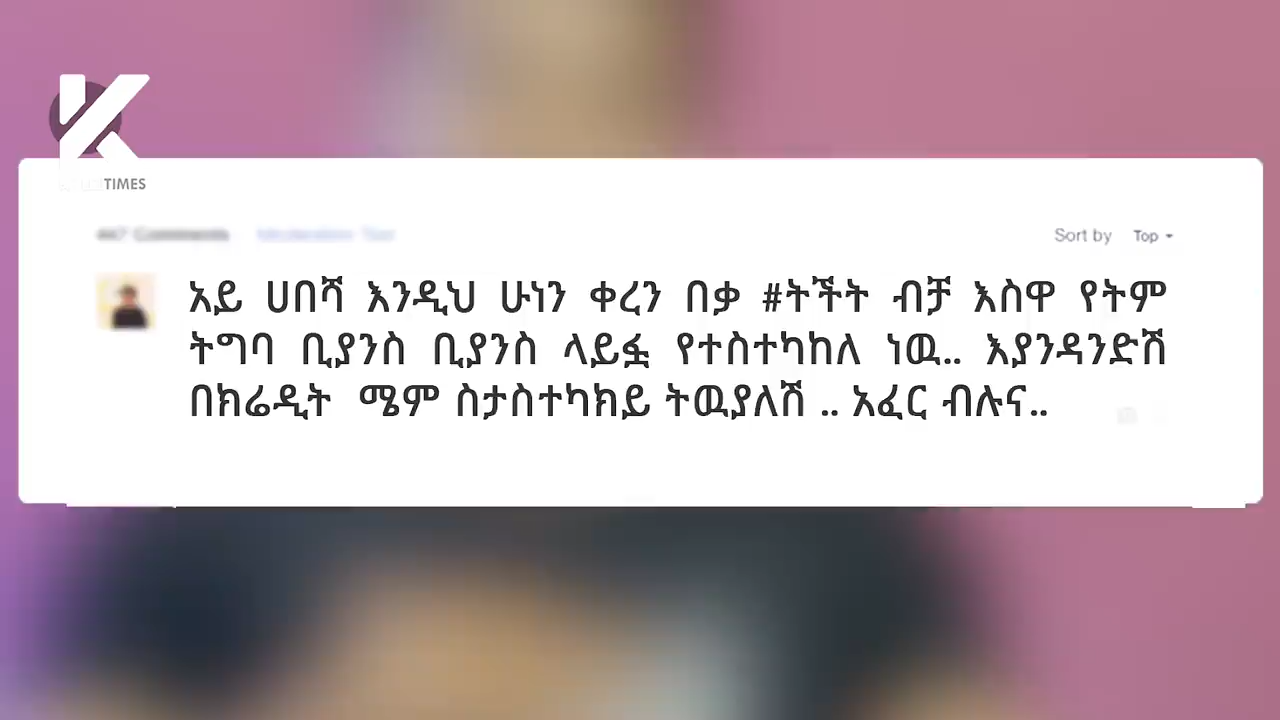 K
TIMES
Sort by Top
አይ ሀበሻ እንዲህ ሁነን ቀረን በቃ #ትችት ብቻ እስዋ የትም
ትግባ ቢያንስ ቢያንስ ላይፏ የተስተካከለ ነዉ.. እያንዳንድሽ
በክሬዲት ሜም ስታስተካክይ ትዉያለሽ .. አፈር ብሉና..